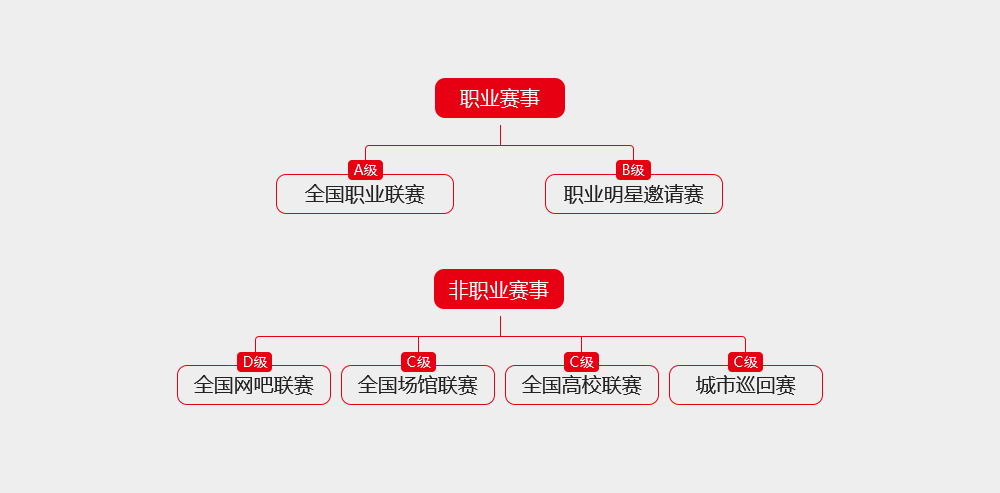 职业赛事
A级
B级
全国职业联赛
职业明星邀请赛
非职业赛事
D级
C级
C级
C级
全国网吧联赛
全国场馆联赛
全国高校联赛
城市巡回赛